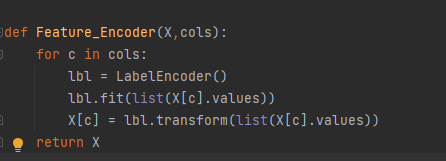 def Feature_Encoder(X,cols):
    for c in cols:
        lbl = LabelEncoder()
        lbl.fit(list(X[c].values))
        X[c] = lbl.transform(list(X[c].values))
    return X